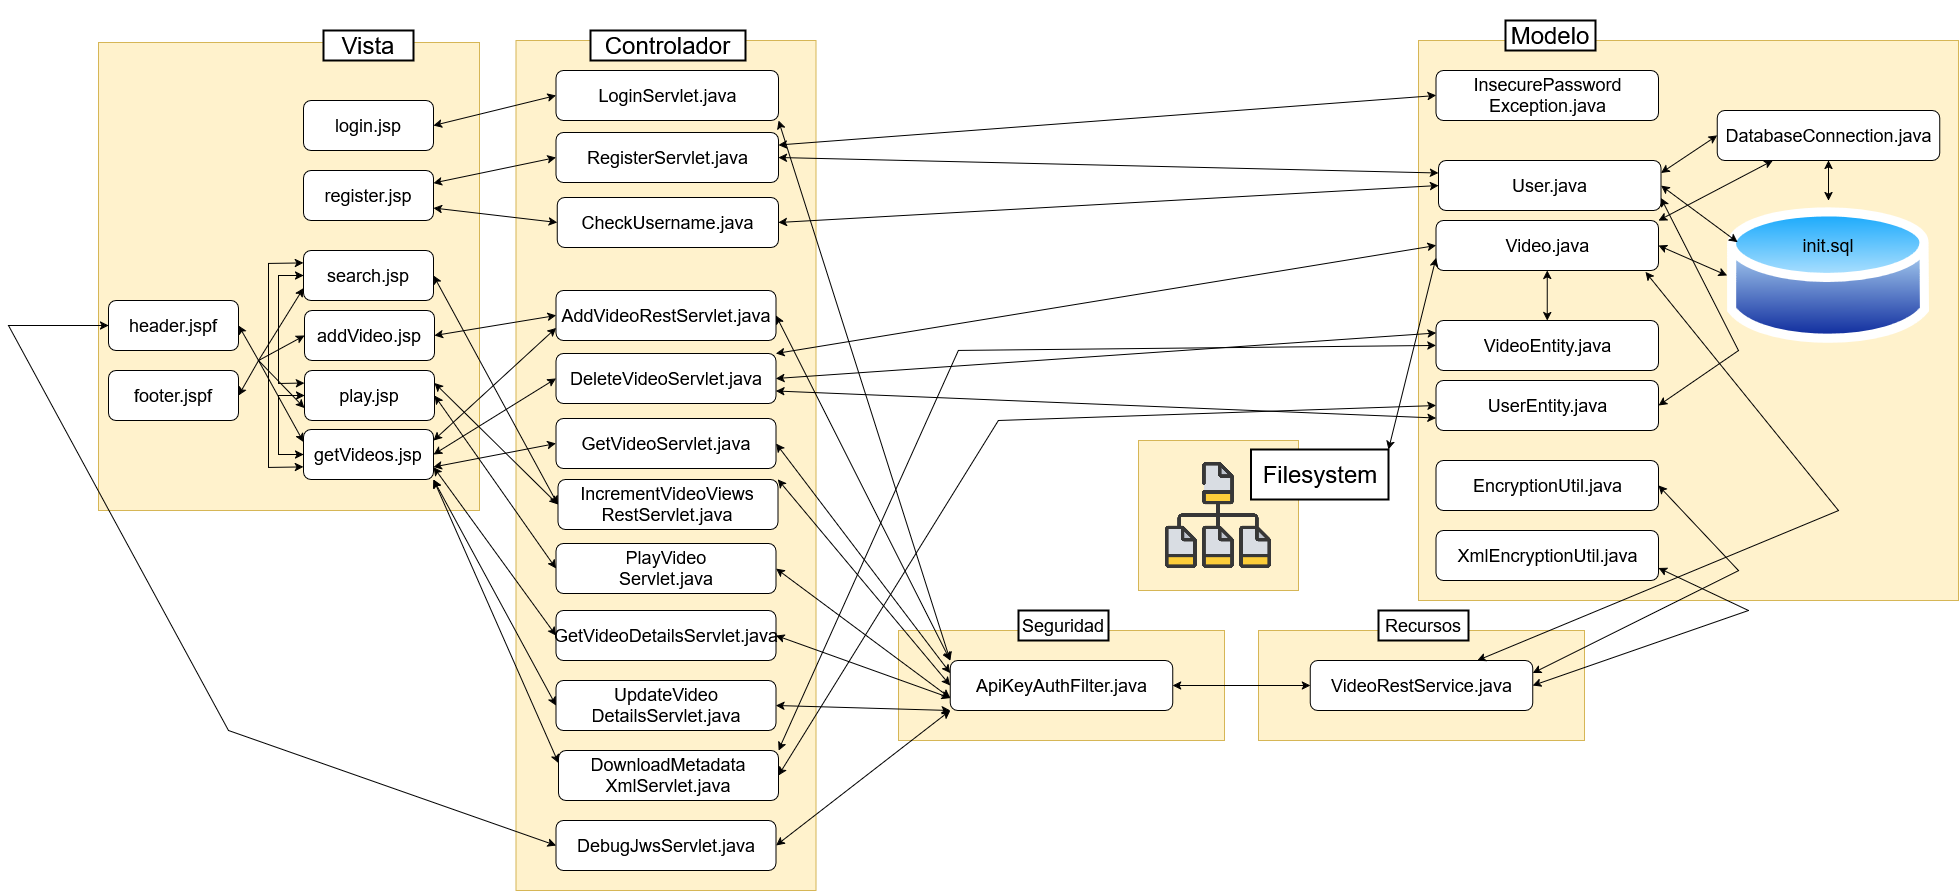 Vista
login.jsp
register.jsp
search.jsp
header.jspf
addVideo.jsp
footer.jspf
play.jsp
getVideos.jsp
Controlador
LoginServlet.java
RegisterServlet.java
CheckUsername.java
AddVideoRestServlet.java
DeleteVideoServlet.java
GetVideoServlet.java
IncrementVideoViews
RestServlet.java
PlayVideo
Servlet.java
GetVideoDetailsServlet.java
UpdateVideo
DetailsServlet.java
DownloadMetadata
XmlServlet.java
DebugJwsServlet.java
Filesystem
Seguridad
ApiKeyAuthFilter.java
Recursos
VideoRestService.java
Modelo
InsecurePassword
Exception.java
DatabaseConnection.java
User.java
Video.java
init.sql
VideoEntity.java
UserEntity.java
EncryptionUtil.java
XmlEncryptionUtil.java